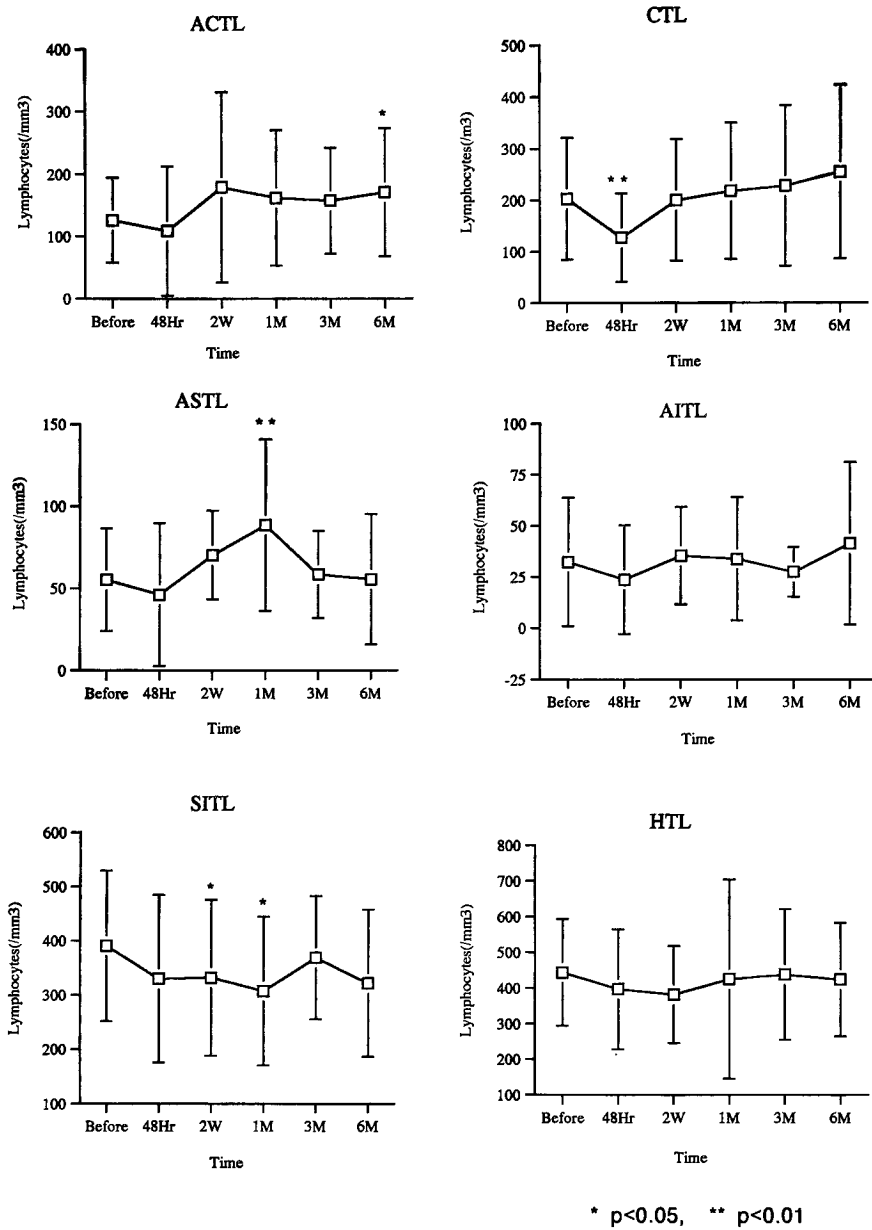 ACTL
Lymphocytes(/mm3)
400
300
200
100
0
*
Before 48Hr 2W 1M 3M 6M
Time
CTL
Lymphocytes(/m3)
500
400
300
200
100
0
**
Before 48Hr 2W 1M 3M 6M
Time
ASTL
Lymphocytes(/mm3)
150
100
50
0
**
Before 48Hr 2W 1M 3M 6M
Time
AITL
Lymphocytes(/mm3)
100
75
50
25
0
-25
Before 48Hr 2W 1M 3M 6M
Time
SITL
Lymphocytes(/mm3)
600
500
400
300
200
100
* *
Before 48Hr 2W 1M 3M 6M
Time
HTL
Lymphocytes(/mm3)
800
700
600
500
400
300
200
100
Before 48Hr 2W 1M 3M 6M
Time
* p<0.05, ** p<0.01